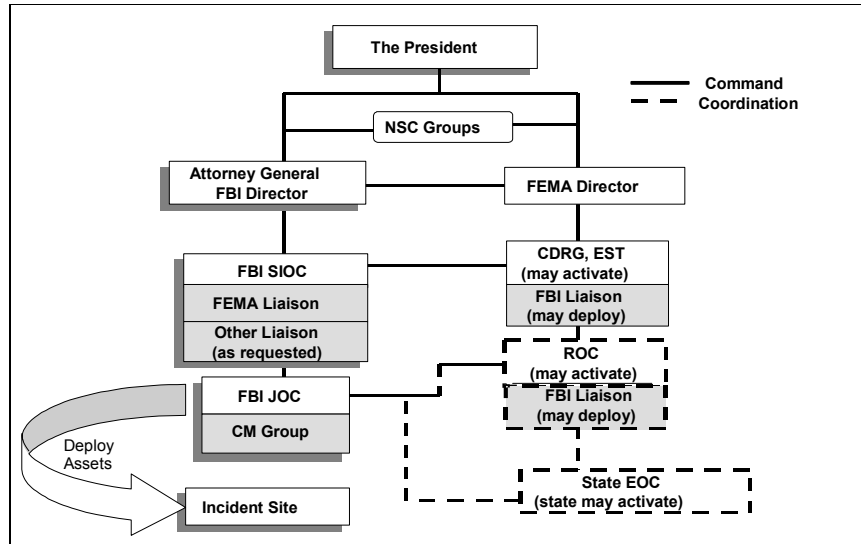 The President
Command
Coordination
NSC Groups
Attorney General
FBI Director
FEMA Director
FBI SIOC
FEMA Liaison
Other Liaison
(as requested)
CDRG, EST
(may activate)
FBI Liaison
(may deploy)
ROC
(may activate)
FBI Liaison
(may deploy)
FBI JOC
CM Group
Deploy
Assets
Incident Site
State EOC
(state may activate)